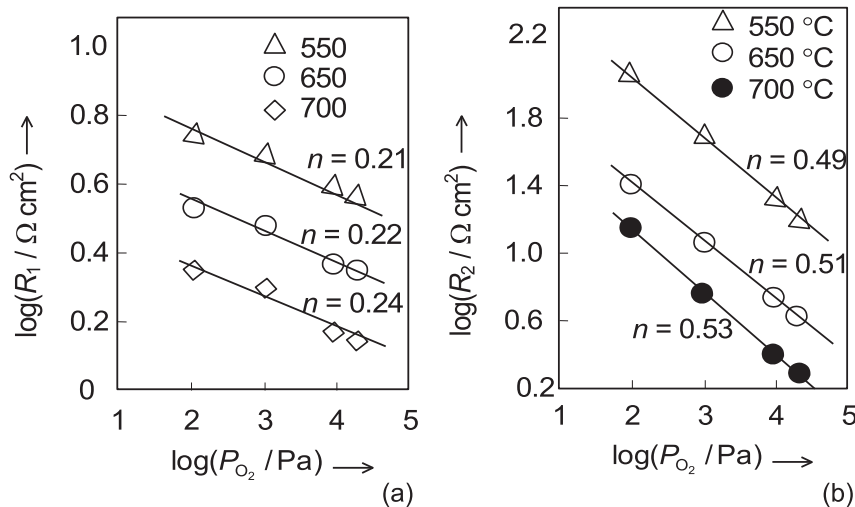 1.0
0.8
0.6
0.4
0.2
0
1 2 3 4 5
log(R₁ / Ω cm²) →
log(P_O₂ / Pa) →
550
650
700
n = 0.21
n = 0.22
n = 0.24
(a)
2.2
1.8
1.4
1.0
0.6
0.2
1 2 3 4 5
log(R₂ / Ω cm²) →
log(P_O₂ / Pa) →
550 °C
650 °C
700 °C
n = 0.49
n = 0.51
n = 0.53
(b)